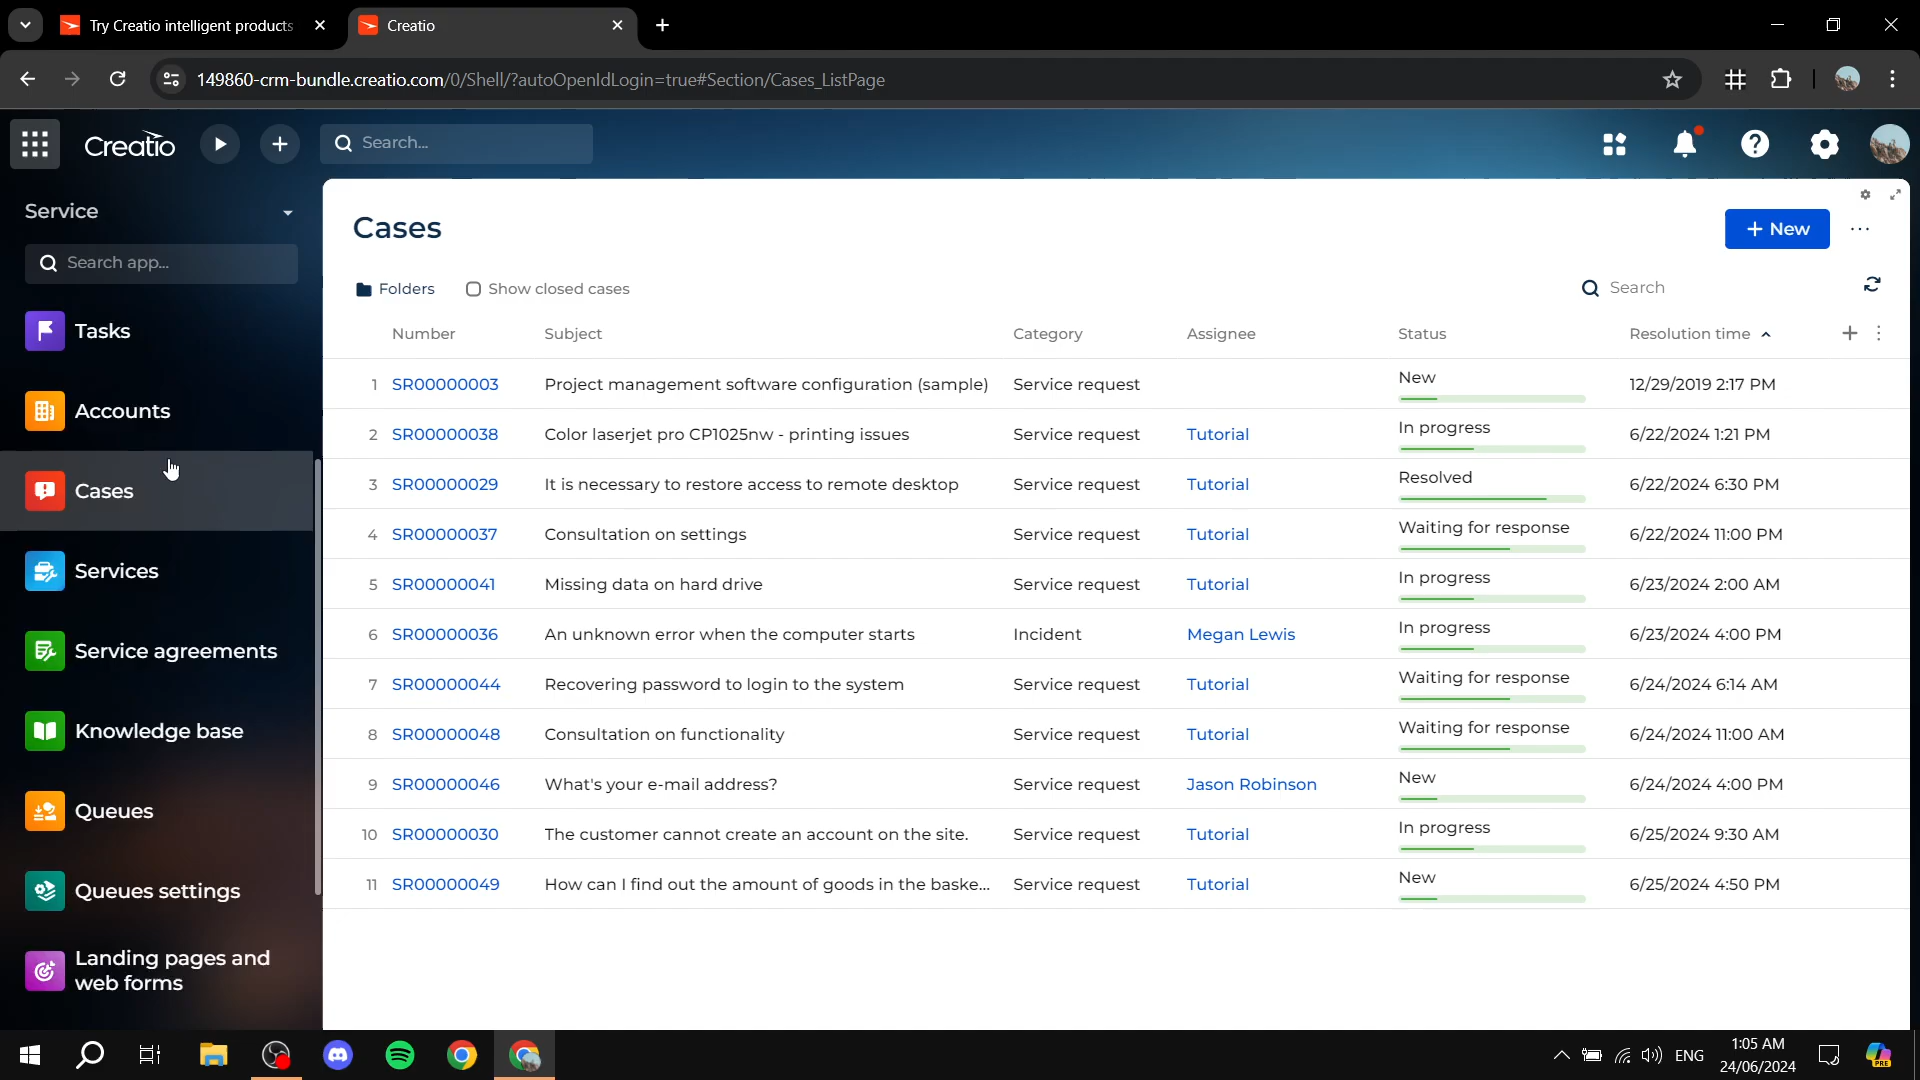 Try Creatio intelligent products
Creatio
149860-crm-bundle.creatio.com/0/Shell/?autoOpenIdLogin=true#Section/Cases_ListPage
Creatio
Search...
Service
Search app...
Tasks
Accounts
Cases
Services
Service agreements
Knowledge base
Queues
Queues settings
Landing pages and
web forms
Cases
New
Folders
Show closed cases
Search
Number Subject Category Assignee Status Resolution time
1 SR00000003 Project management software configuration (sample) Service request New 12/29/2019 2:17 PM
2 SR00000038 Color laserjet pro CP1025nw - printing issues Service request Tutorial In progress 6/22/2024 1:21 PM
3 SR00000029 It is necessary to restore access to remote desktop Service request Tutorial Resolved 6/22/2024 6:30 PM
4 SR00000037 Consultation on settings Service request Tutorial Waiting for response 6/22/2024 11:00 PM
5 SR00000041 Missing data on hard drive Service request Tutorial In progress 6/23/2024 2:00 AM
6 SR00000036 An unknown error when the computer starts Incident Megan Lewis In progress 6/23/2024 4:00 PM
7 SR00000044 Recovering password to login to the system Service request Tutorial Waiting for response 6/24/2024 6:14 AM
8 SR00000048 Consultation on functionality Service request Tutorial Waiting for response 6/24/2024 11:00 AM
9 SR00000046 What's your e-mail address? Service request Jason Robinson New 6/24/2024 4:00 PM
10 SR00000030 The customer cannot create an account on the site. Service request Tutorial In progress 6/25/2024 9:30 AM
11 SR00000049 How can I find out the amount of goods in the baske... Service request Tutorial New 6/25/2024 4:50 PM
ENG
1:05 AM
24/06/2024
PRE